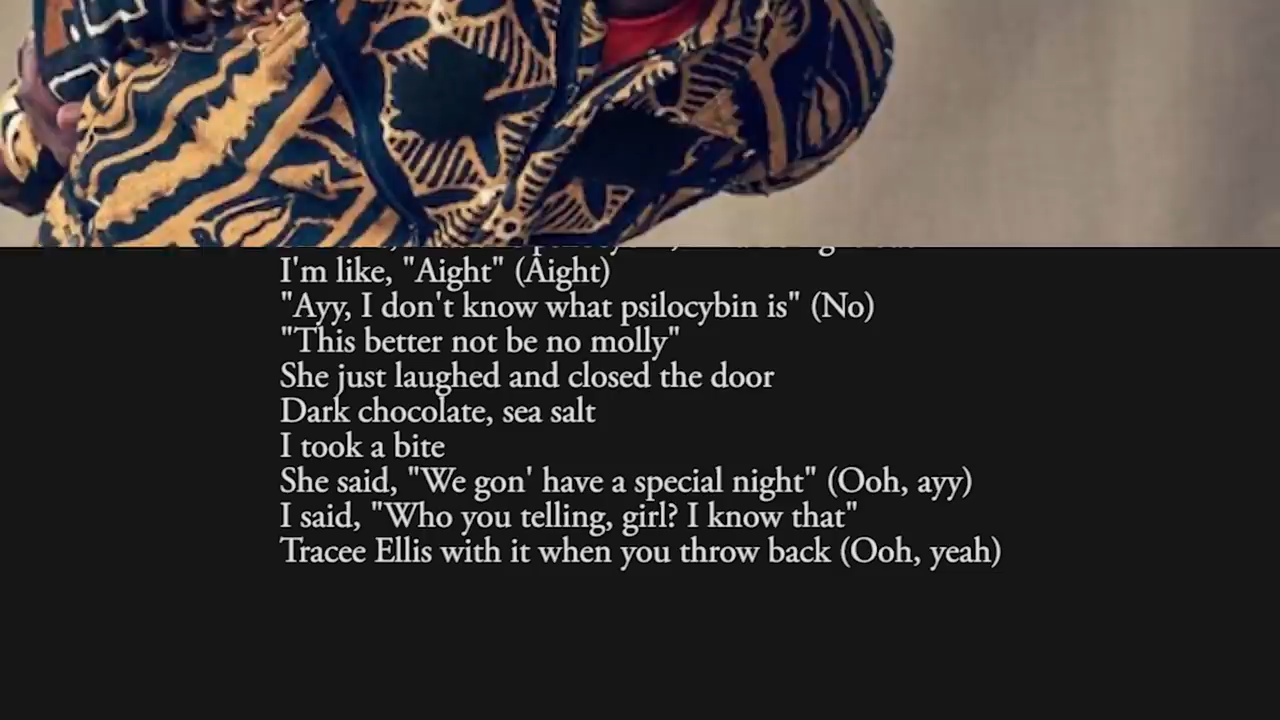 I'm like, "Aight" (Aight)
"Ayy, I don't know what psilocybin is" (No)
"This better not be no molly"
She just laughed and closed the door
Dark chocolate, sea salt
I took a bite
She said, "We gon' have a special night" (Ooh, ayy)
I said, "Who you telling, girl? I know that"
Tracee Ellis with it when you throw back (Ooh, yeah)